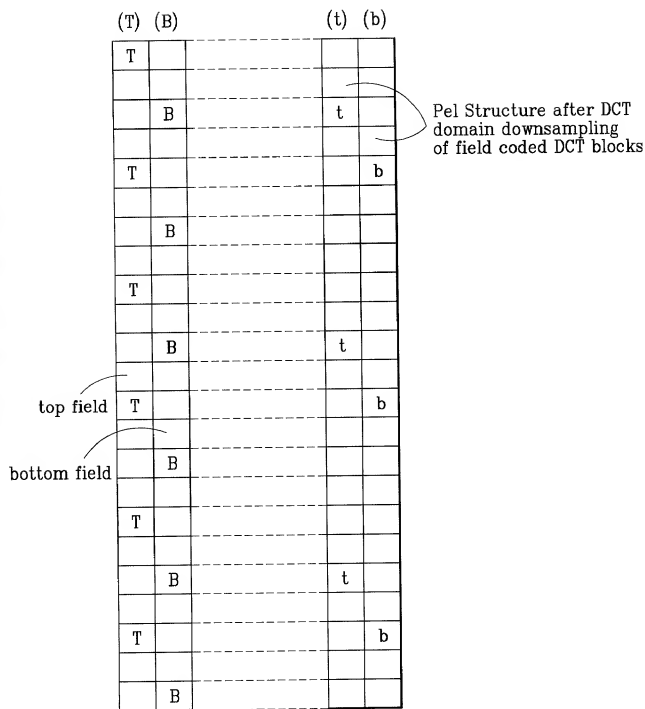 (T) (B) (t) (b)
T
B t
T b
B
T
B t
T b
B
T
B t
T b
B
Pel Structure after DCT
domain downsampling
of field coded DCT blocks
top field
bottom field